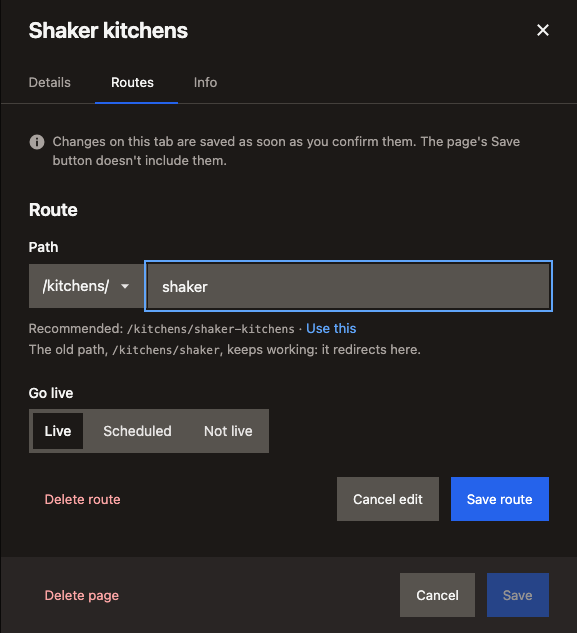 Shaker kitchens
Details
Routes
Info
Changes on this tab are saved as soon as you confirm them. The page's Save
button doesn't include them.
Route
Path
/kitchens/
shaker
Recommended: /kitchens/shaker-kitchens · Use this
The old path, /kitchens/shaker, keeps working: it redirects here.
Go live
Live
Scheduled
Not live
Delete route
Cancel edit
Save route
Delete page
Cancel
Save